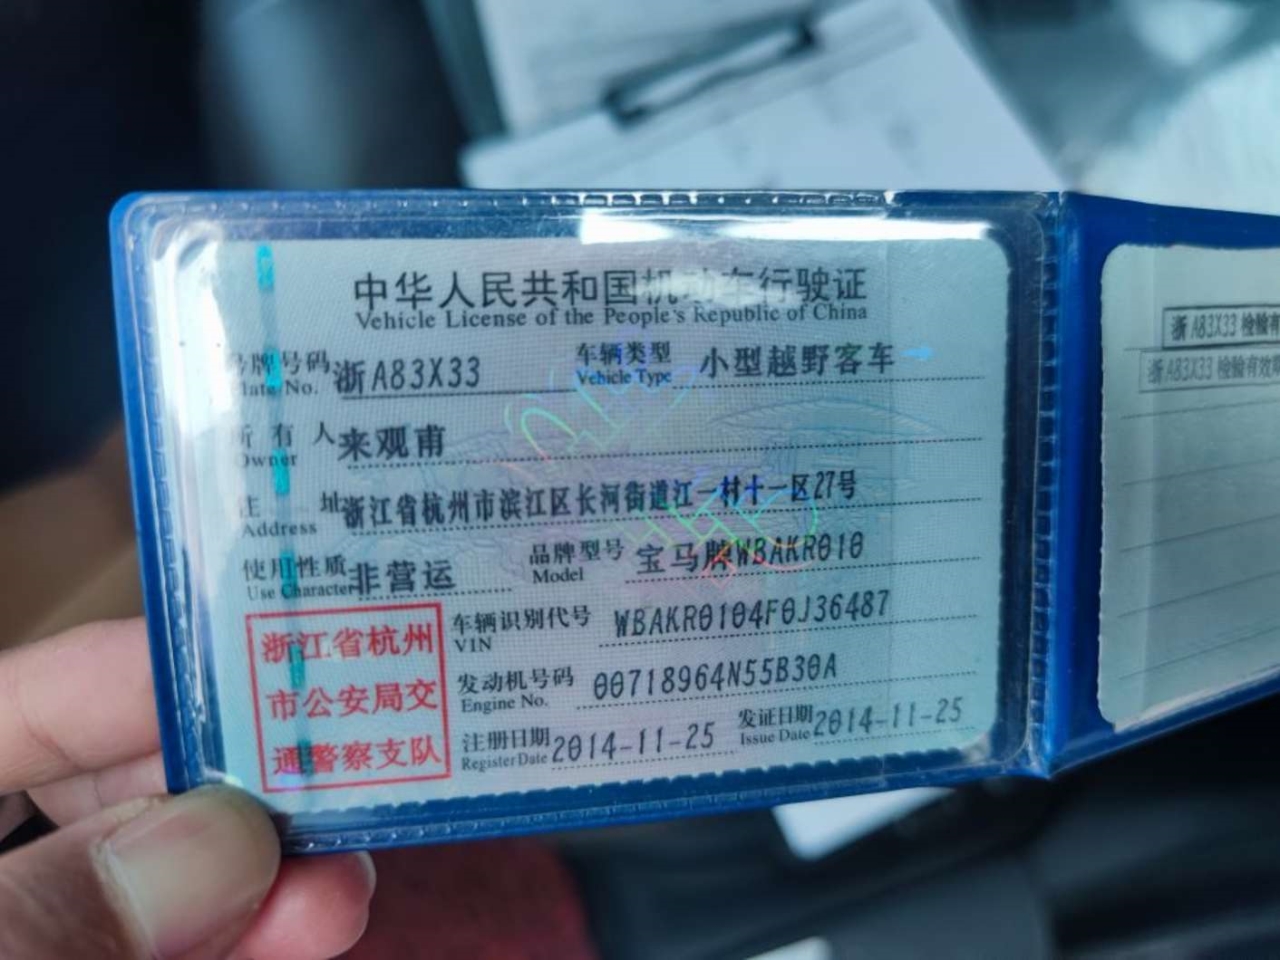 中华人民共和国机动车行驶证
Vehicle License of the People's Republic of China
号牌号码 浙A83X33 车辆类型 小型越野客车
Plate No. Vehicle Type
所有人 来观甫
Owner
住址 浙江省杭州市滨江区长河街道江一村十一区27号
Address
使用性质 非营运 品牌型号 宝马牌WBAKR010
Use Character Model
浙江省杭州
市公安局交
通警察支队
车辆识别代号 WBAKR0104F0J36487
VIN
发动机号码 00718964N55B30A
Engine No.
注册日期 2014-11-25 发证日期 2014-11-25
Register Date Issue Date
浙A83X33 检验有
浙A83X33 检验有效